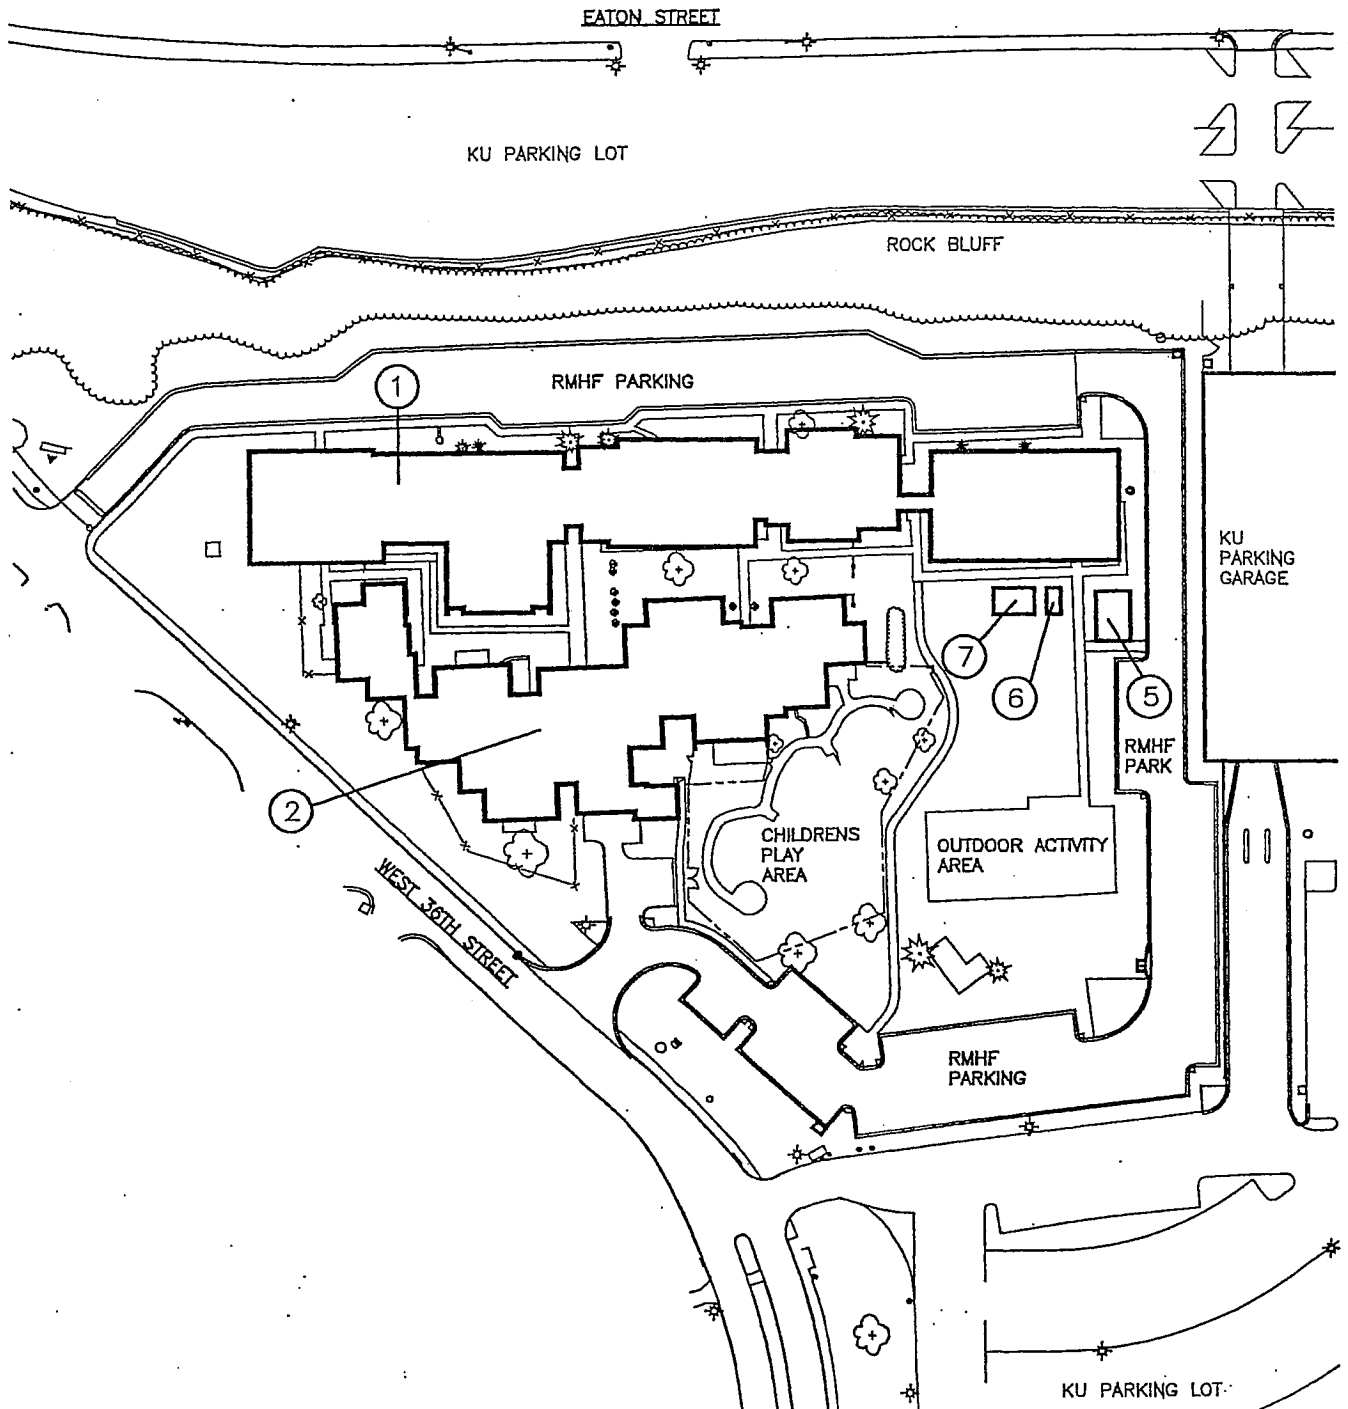 EATON STREET
KU PARKING LOT
ROCK BLUFF
1
RMHF PARKING
KU
PARKING
GARAGE
7
6
5
RMHF
PARK
2
CHILDRENS
PLAY
AREA
OUTDOOR ACTIVITY
AREA
WEST 36TH STREET
RMHF
PARKING
KU PARKING LOT